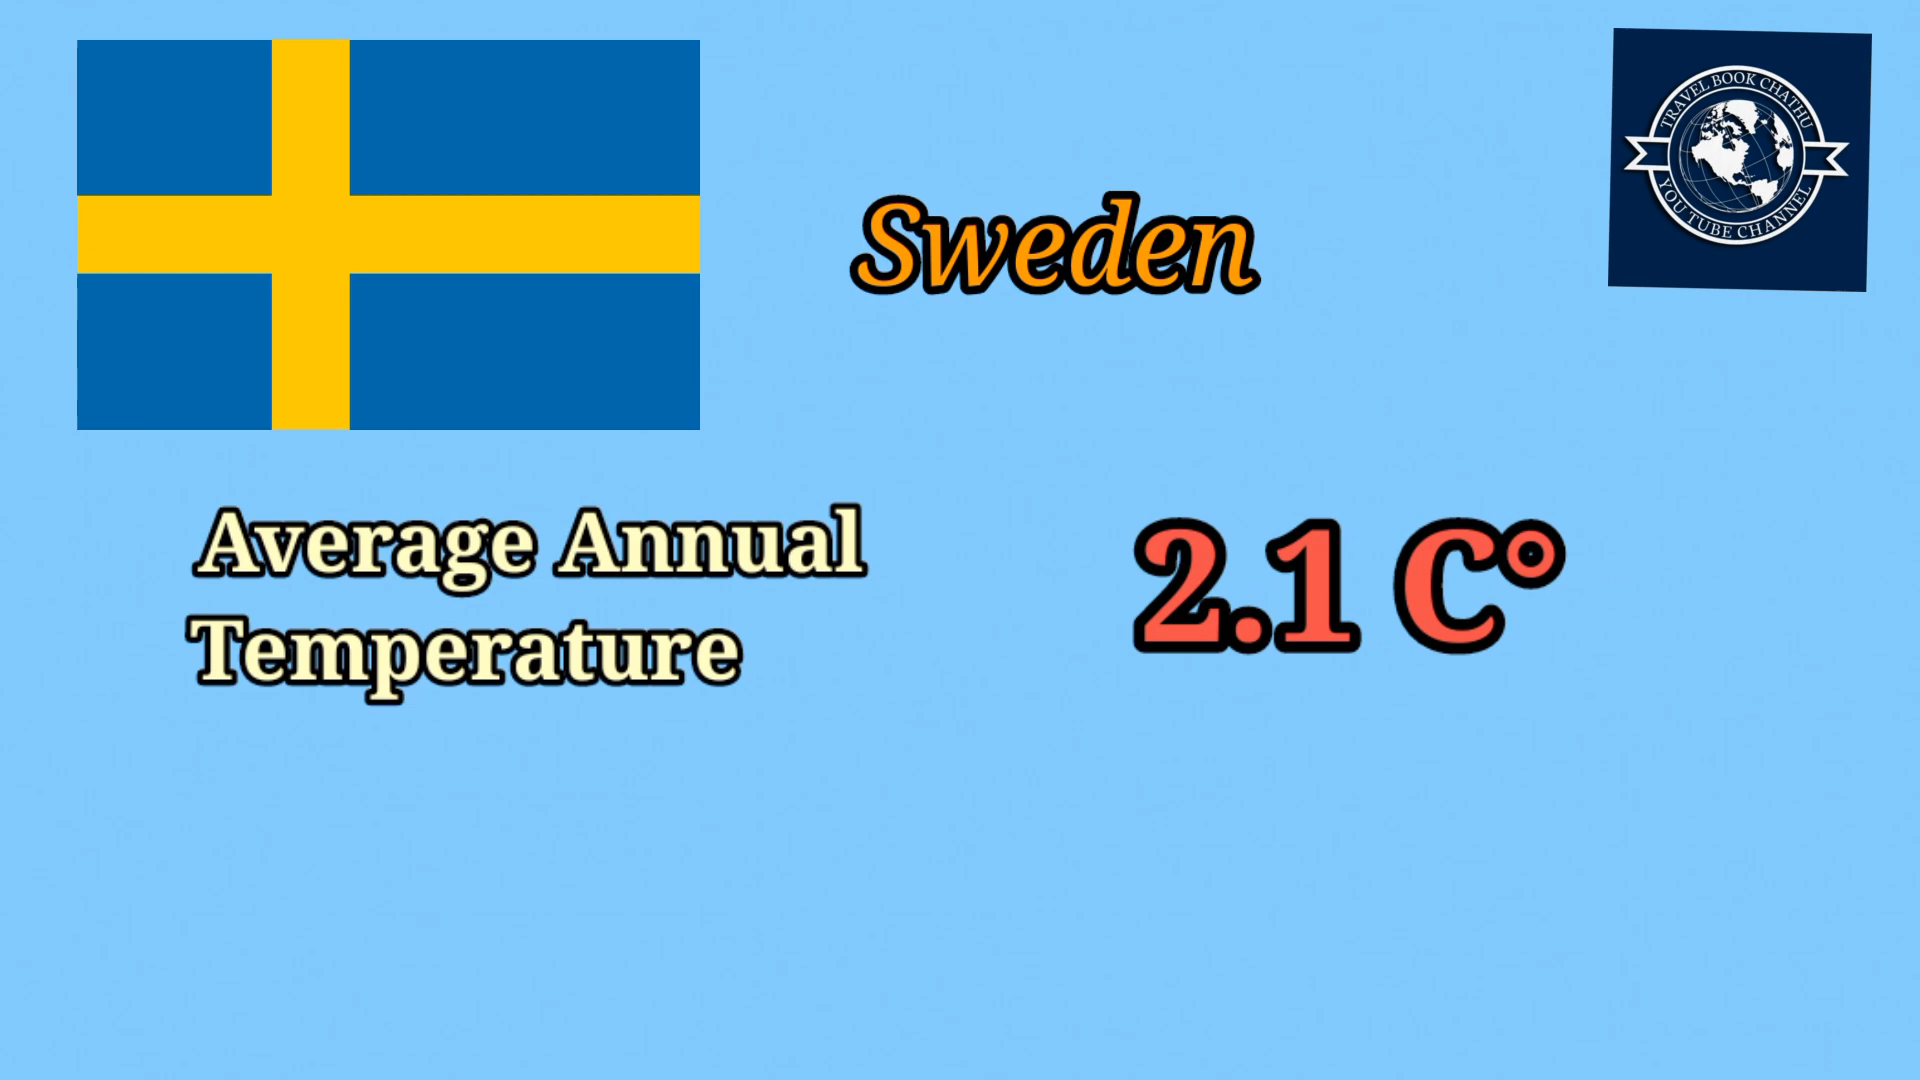 TRAVEL BOOK CHATHU
YOU TUBE CHANNEL
Sweden
Average Annual
Temperature
2.1 C°